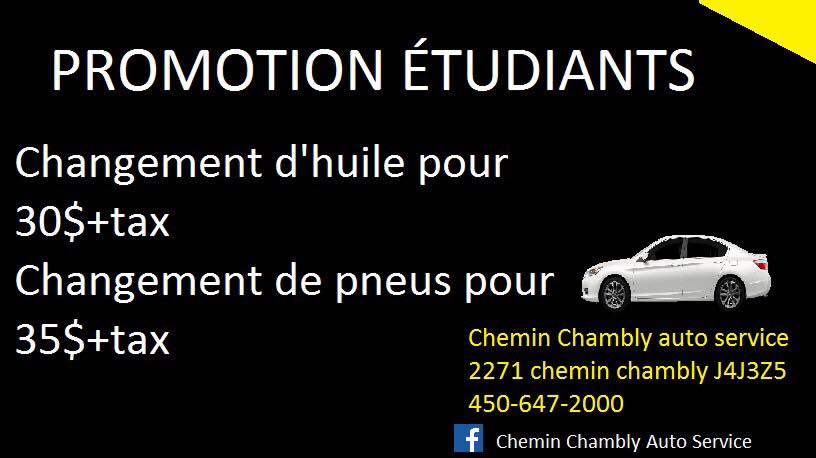 PROMOTION ÉTUDIANTS
Changement d'huile pour
30$+tax
Changement de pneus pour
35$+tax
Chemin Chambly auto service
2271 chemin chambly J4J3Z5
450-647-2000
Chemin Chambly Auto Service